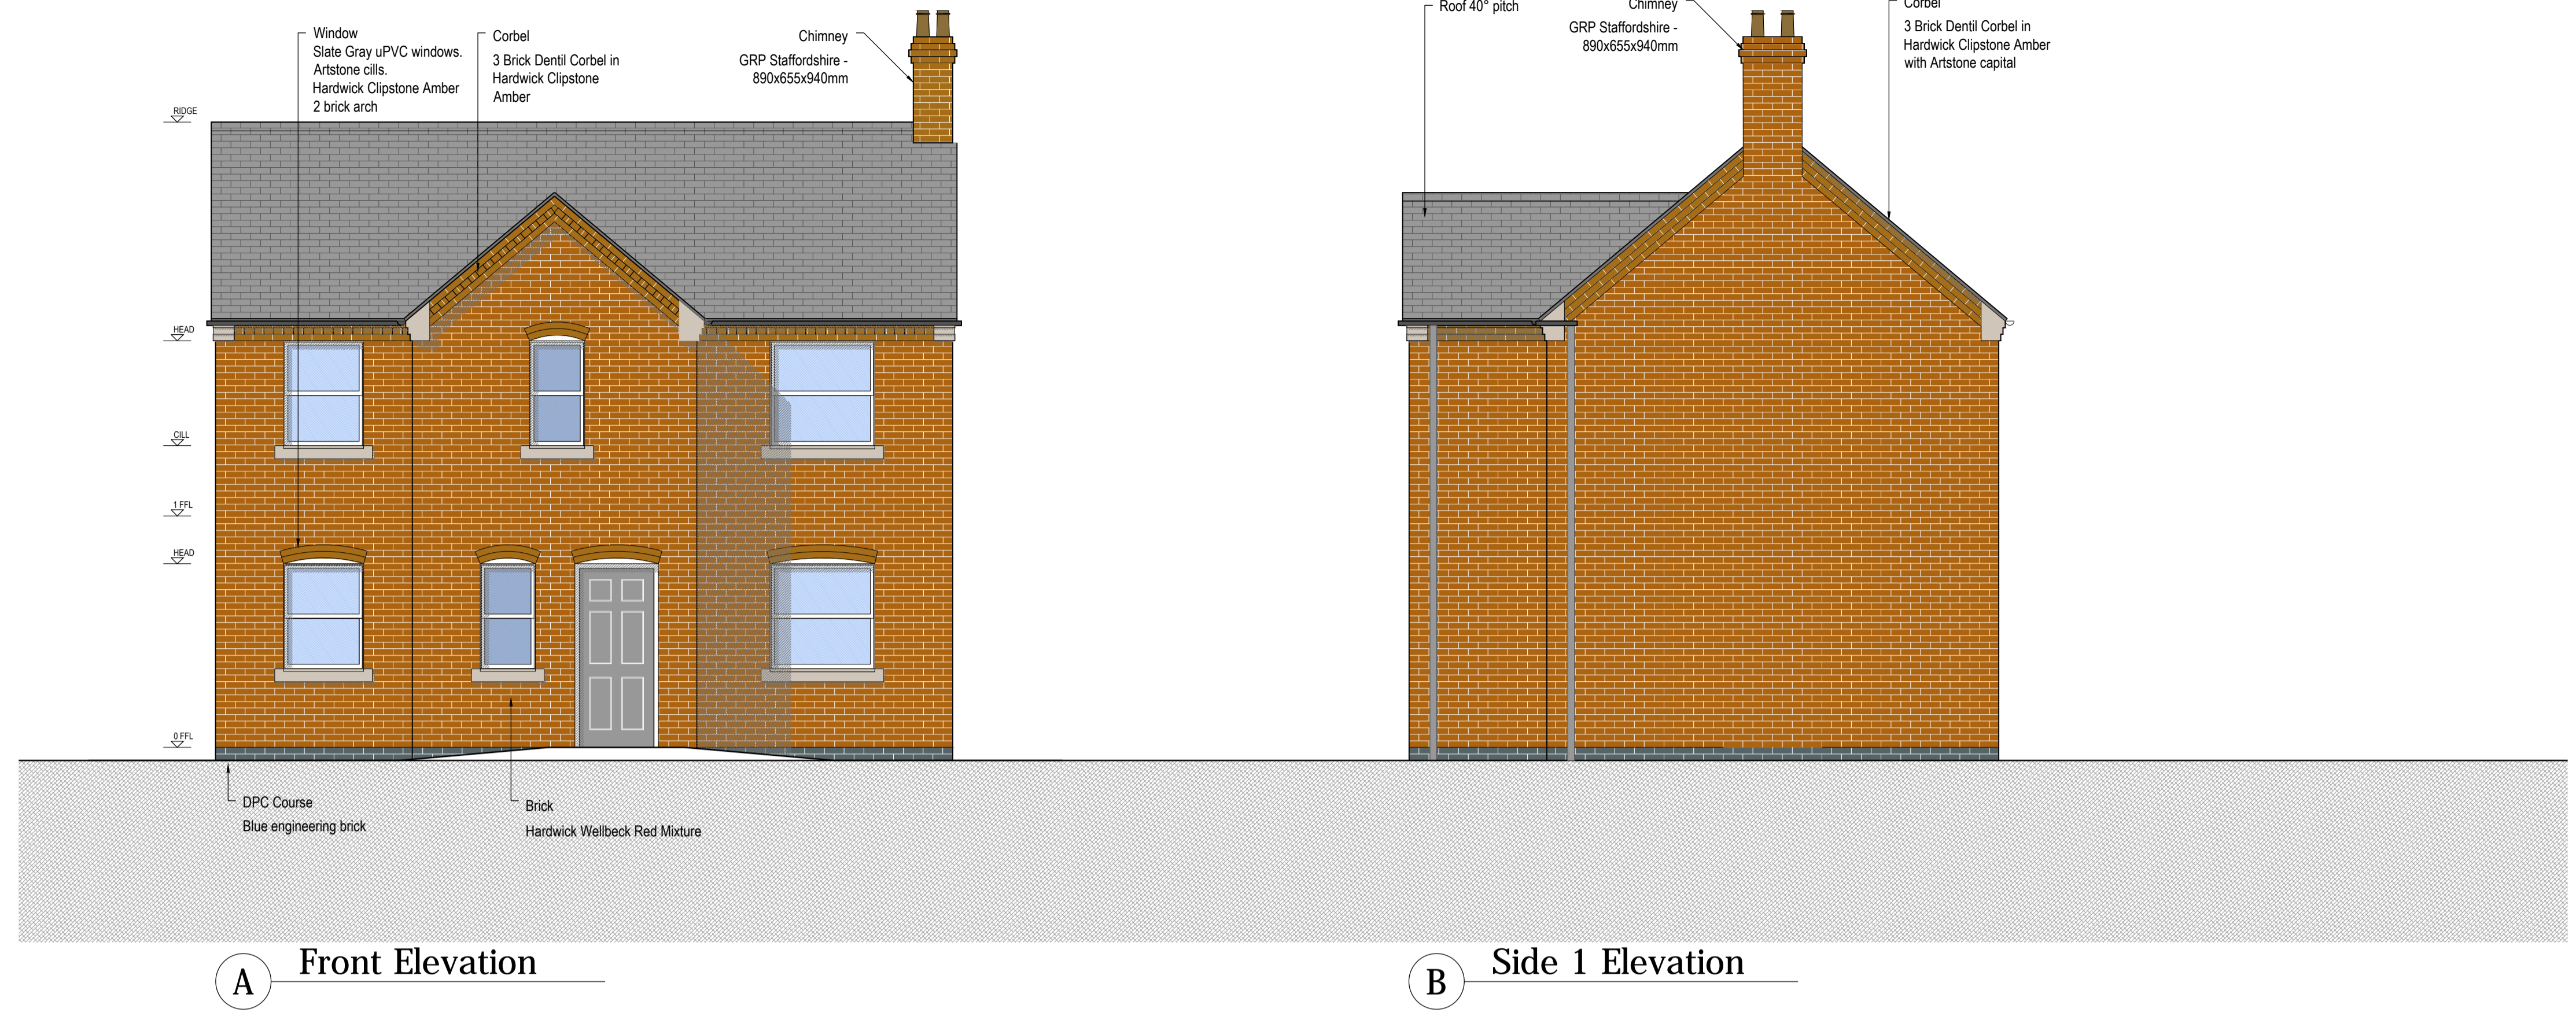 Window
Slate Gray uPVC windows.
Artstone cills.
Hardwick Clipstone Amber
2 brick arch
Corbel
3 Brick Dentil Corbel in
Hardwick Clipstone
Amber
Chimney
GRP Staffordshire -
890x655x940mm
Roof 40° pitch
Chimney
GRP Staffordshire -
890x655x940mm
Corbel
3 Brick Dentil Corbel in
Hardwick Clipstone Amber
with Artstone capital
RIDGE
HEAD
CILL
1 FFL
HEAD
0 FFL
DPC Course
Blue engineering brick
Brick
Hardwick Wellbeck Red Mixture
A
Front Elevation
B
Side 1 Elevation